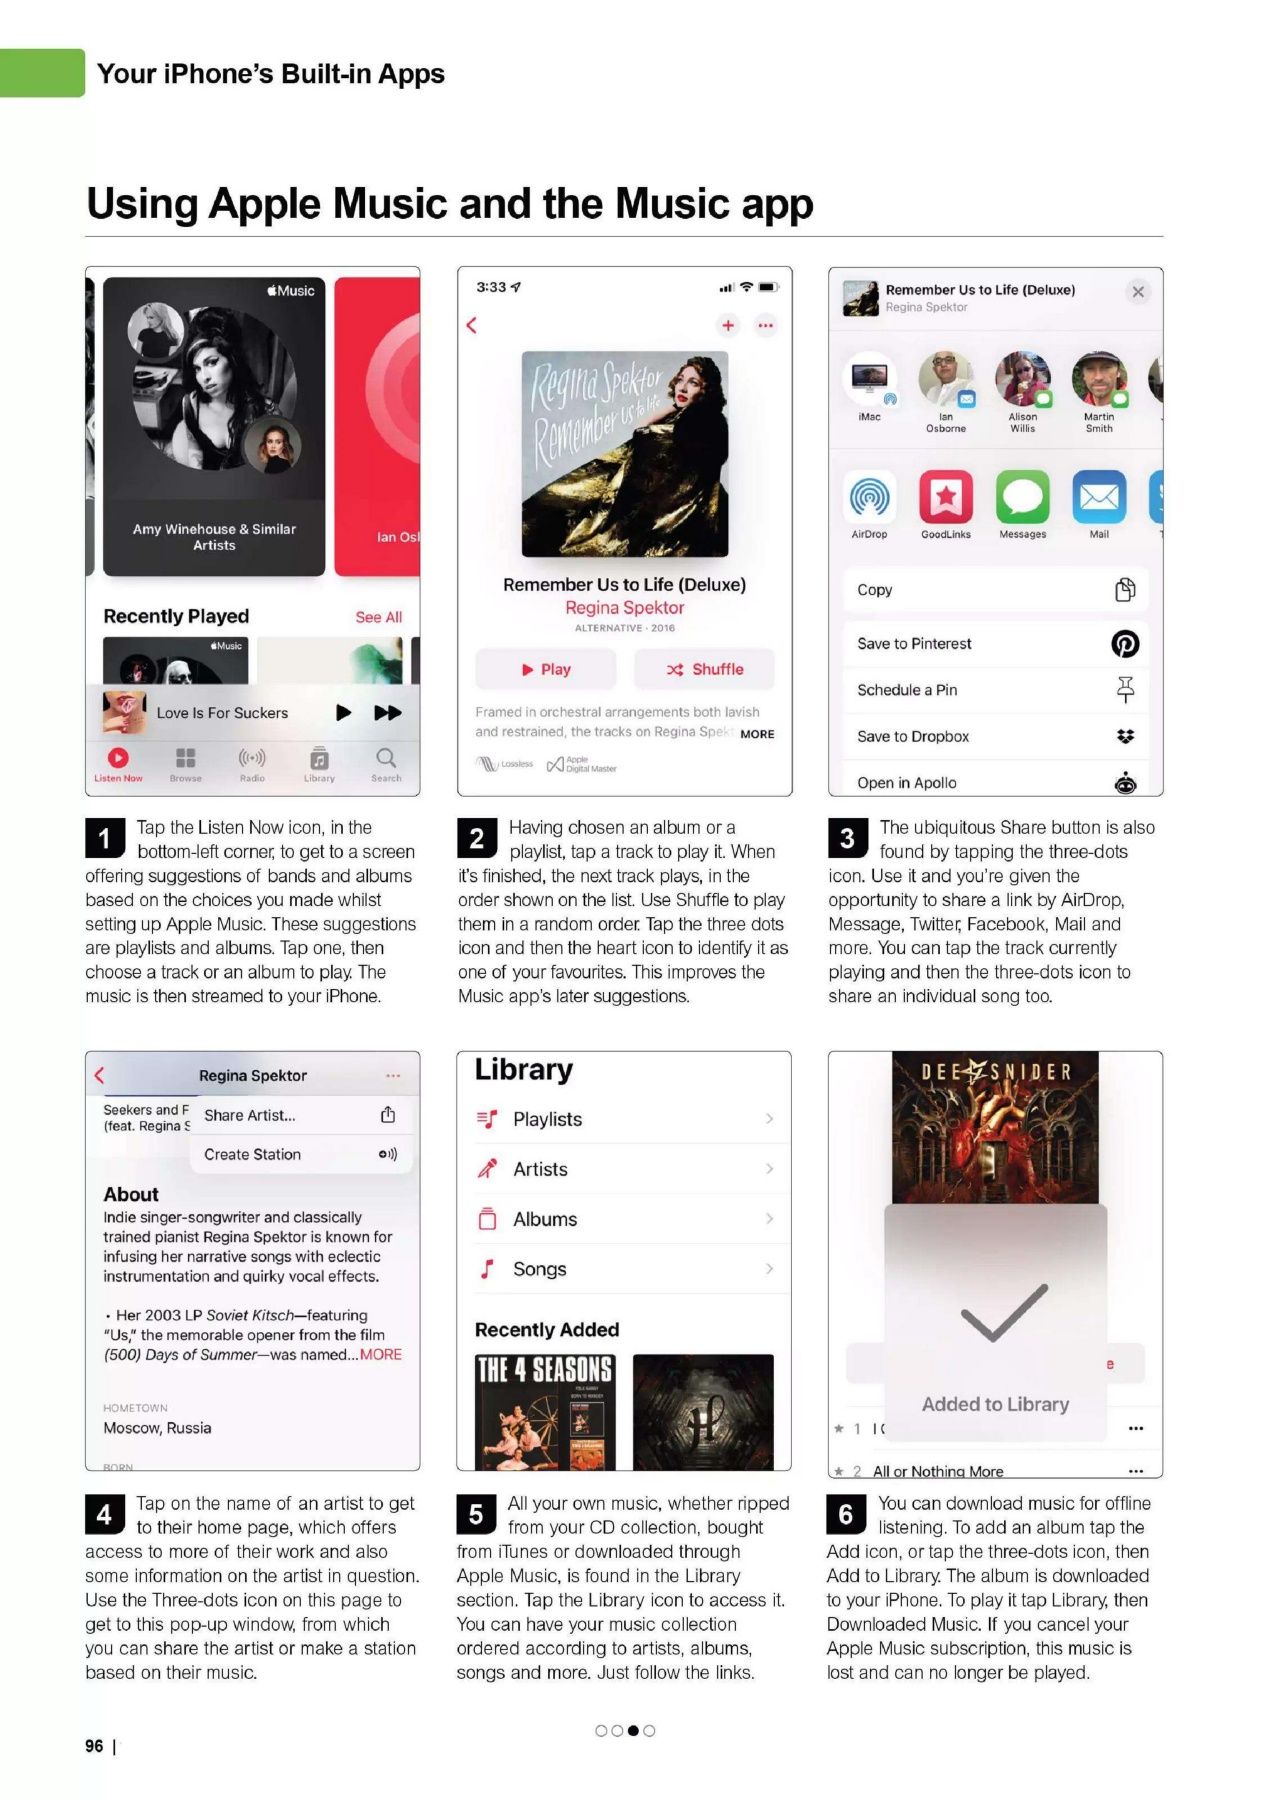 Your iPhone's Built-in Apps
Using Apple Music and the Music app
Music
Amy Winehouse & Similar
Artists
Ian Osl
Recently Played
See All
Music
Love Is For Suckers
Listen Now
Browse
Radio
Library
Search
3:33
Regina Spektor
Remember Us to Life
Remember Us to Life (Deluxe)
Regina Spektor
ALTERNATIVE · 2016
Play
Shuffle
Framed in orchestral arrangements both lavish
and restrained, the tracks on Regina Spekt MORE
Lossless
Apple
Digital Master
Remember Us to Life (Deluxe)
Regina Spektor
iMac
Ian
Osborne
Alison
Willis
Martin
Smith
AirDrop
GoodLinks
Messages
Mail
Copy
Save to Pinterest
Schedule a Pin
Save to Dropbox
Open in Apollo
1 Tap the Listen Now icon, in the
bottom-left corner, to get to a screen
offering suggestions of bands and albums
based on the choices you made whilst
setting up Apple Music. These suggestions
are playlists and albums. Tap one, then
choose a track or an album to play. The
music is then streamed to your iPhone.
2 Having chosen an album or a
playlist, tap a track to play it. When
it's finished, the next track plays, in the
order shown on the list. Use Shuffle to play
them in a random order. Tap the three dots
icon and then the heart icon to identify it as
one of your favourites. This improves the
Music app's later suggestions.
3 The ubiquitous Share button is also
found by tapping the three-dots
icon. Use it and you're given the
opportunity to share a link by AirDrop,
Message, Twitter, Facebook, Mail and
more. You can tap the track currently
playing and then the three-dots icon to
share an individual song too.
Regina Spektor
Seekers and F
(feat. Regina S
Share Artist...
Create Station
About
Indie singer-songwriter and classically
trained pianist Regina Spektor is known for
infusing her narrative songs with eclectic
instrumentation and quirky vocal effects.
• Her 2003 LP Soviet Kitsch—featuring
"Us," the memorable opener from the film
(500) Days of Summer—was named...MORE
HOMETOWN
Moscow, Russia
BORN
Library
Playlists
Artists
Albums
Songs
Recently Added
THE 4 SEASONS
H
DEE SNIDER
e
Added to Library
1 I
2 All or Nothing More
4 Tap on the name of an artist to get
to their home page, which offers
access to more of their work and also
some information on the artist in question.
Use the Three-dots icon on this page to
get to this pop-up window, from which
you can share the artist or make a station
based on their music.
5 All your own music, whether ripped
from your CD collection, bought
from iTunes or downloaded through
Apple Music, is found in the Library
section. Tap the Library icon to access it.
You can have your music collection
ordered according to artists, albums,
songs and more. Just follow the links.
6 You can download music for offline
listening. To add an album tap the
Add icon, or tap the three-dots icon, then
Add to Library. The album is downloaded
to your iPhone. To play it tap Library, then
Downloaded Music. If you cancel your
Apple Music subscription, this music is
lost and can no longer be played.
96 |